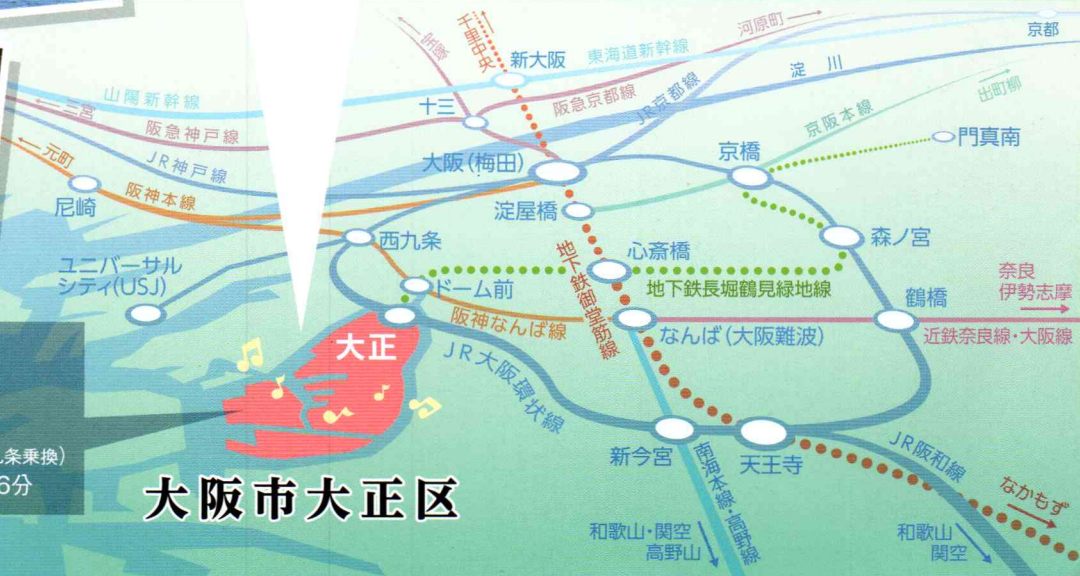 河原町
京都
宝塚
千里中央
新大阪
東海道新幹線
淀川
山陽新幹線
三宮
十三
阪急京都線
JR京都線
京阪本線
出町柳
阪急神戸線
元町
JR神戸線
大阪(梅田)
京橋
門真南
尼崎
阪神本線
淀屋橋
西九条
心斎橋
森ノ宮
ユニバーサル
シティ(USJ)
ドーム前
地下鉄御堂筋線
地下鉄長堀鶴見緑地線
鶴橋
奈良
伊勢志摩
大正
阪神なんば線
なんば(大阪難波)
近鉄奈良線・大阪線
JR大阪環状線
新今宮
天王寺
JR阪和線
条乗換)
6分
大阪市大正区
南海本線・高野線
なかもず
和歌山・関空
高野山
和歌山
関空